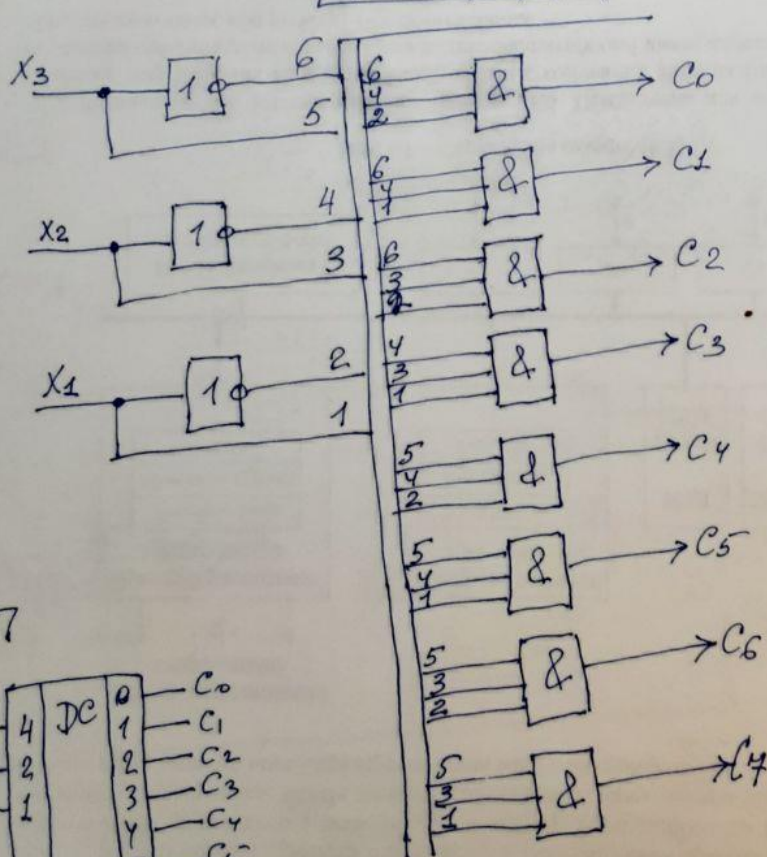 X3 1 6 5
X2 1 4 3
X1 1 2 1
6 4 2 & C0
6 4 1 & C1
6 3 2 & C2
4 3 1 & C3
5 4 2 & C4
5 4 1 & C5
5 3 2 & C6
5 3 1 & C7
DC
4 2 1
0 C0
1 C1
2 C2
3 C3
4 C4